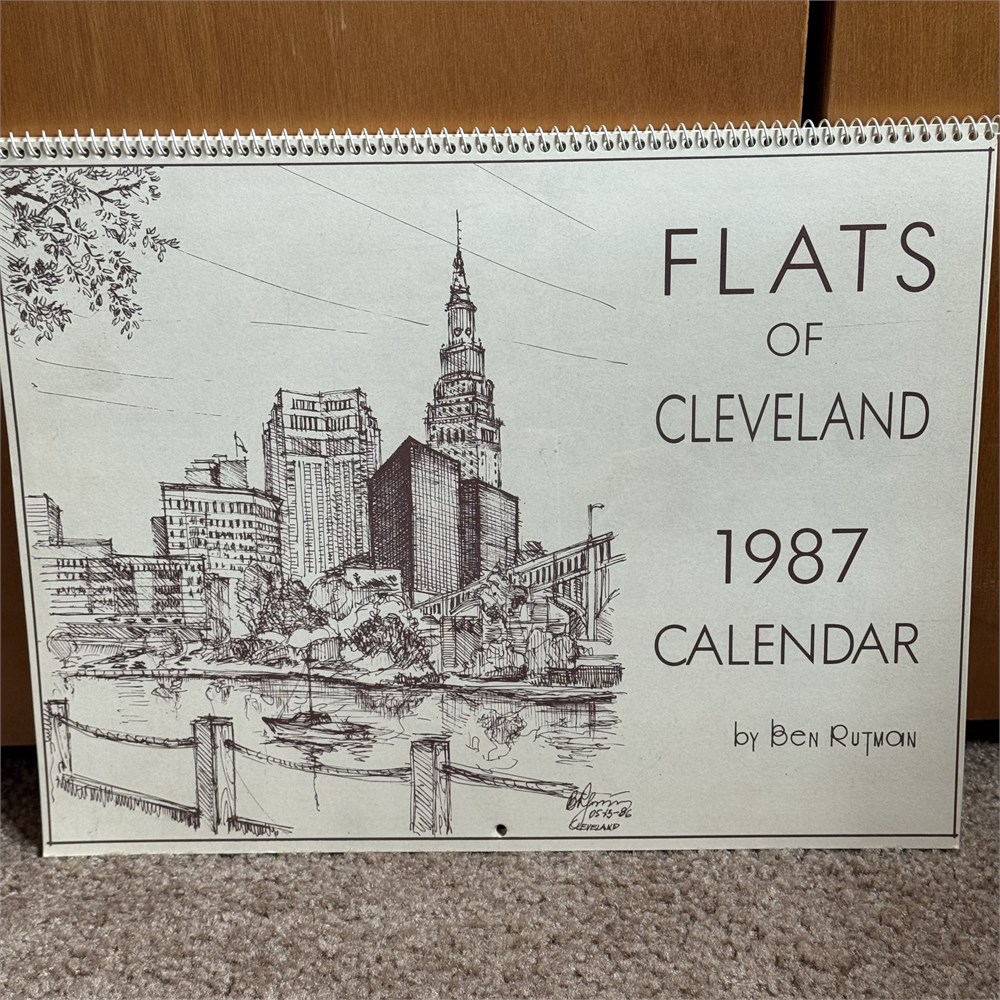 FLATS
OF
CLEVELAND
1987
CALENDAR
by Ben Rutman
05-13-86
CLEVELAND